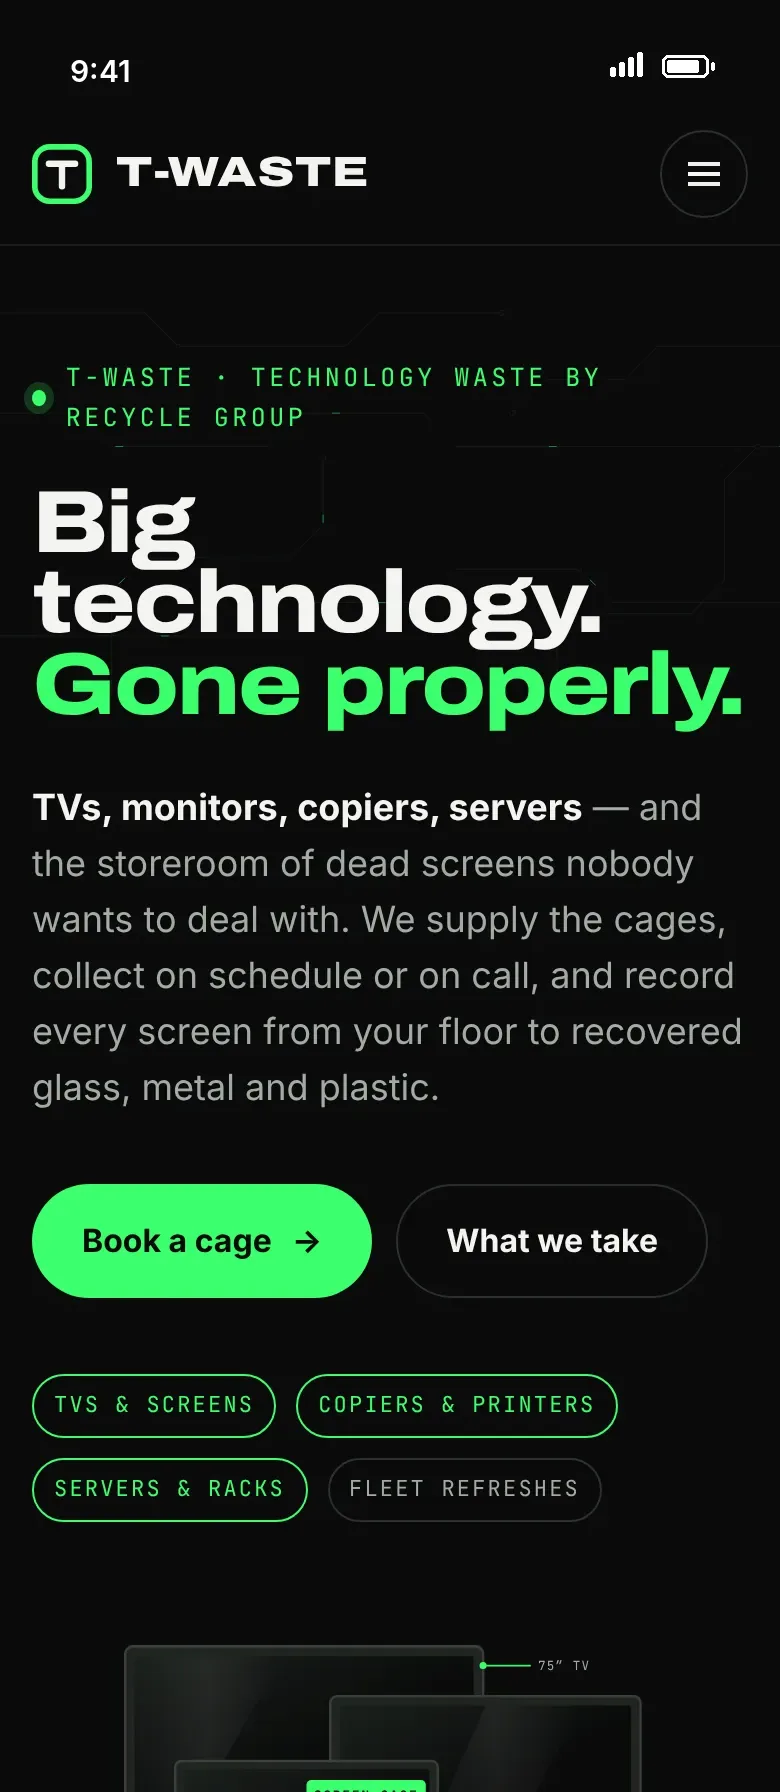 9:41
T
T-WASTE
T-WASTE · TECHNOLOGY WASTE BY
RECYCLE GROUP
Big
technology.
Gone properly.
TVs, monitors, copiers, servers — and
the storeroom of dead screens nobody
wants to deal with. We supply the cages,
collect on schedule or on call, and record
every screen from your floor to recovered
glass, metal and plastic.
Book a cage →
What we take
TVS & SCREENS
COPIERS & PRINTERS
SERVERS & RACKS
FLEET REFRESHES
75″ TV